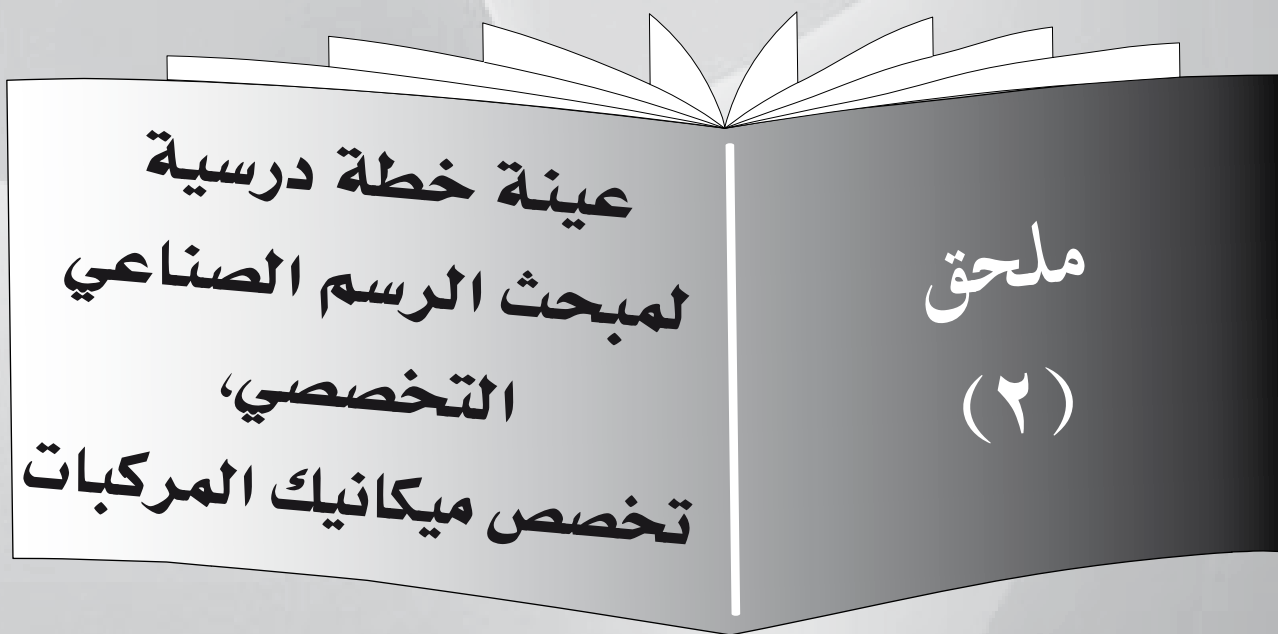 ملحق
(٢)
عينة خطة درسية
لمبحث الرسم الصناعي
التخصصي،
تخصص ميكانيك المركبات